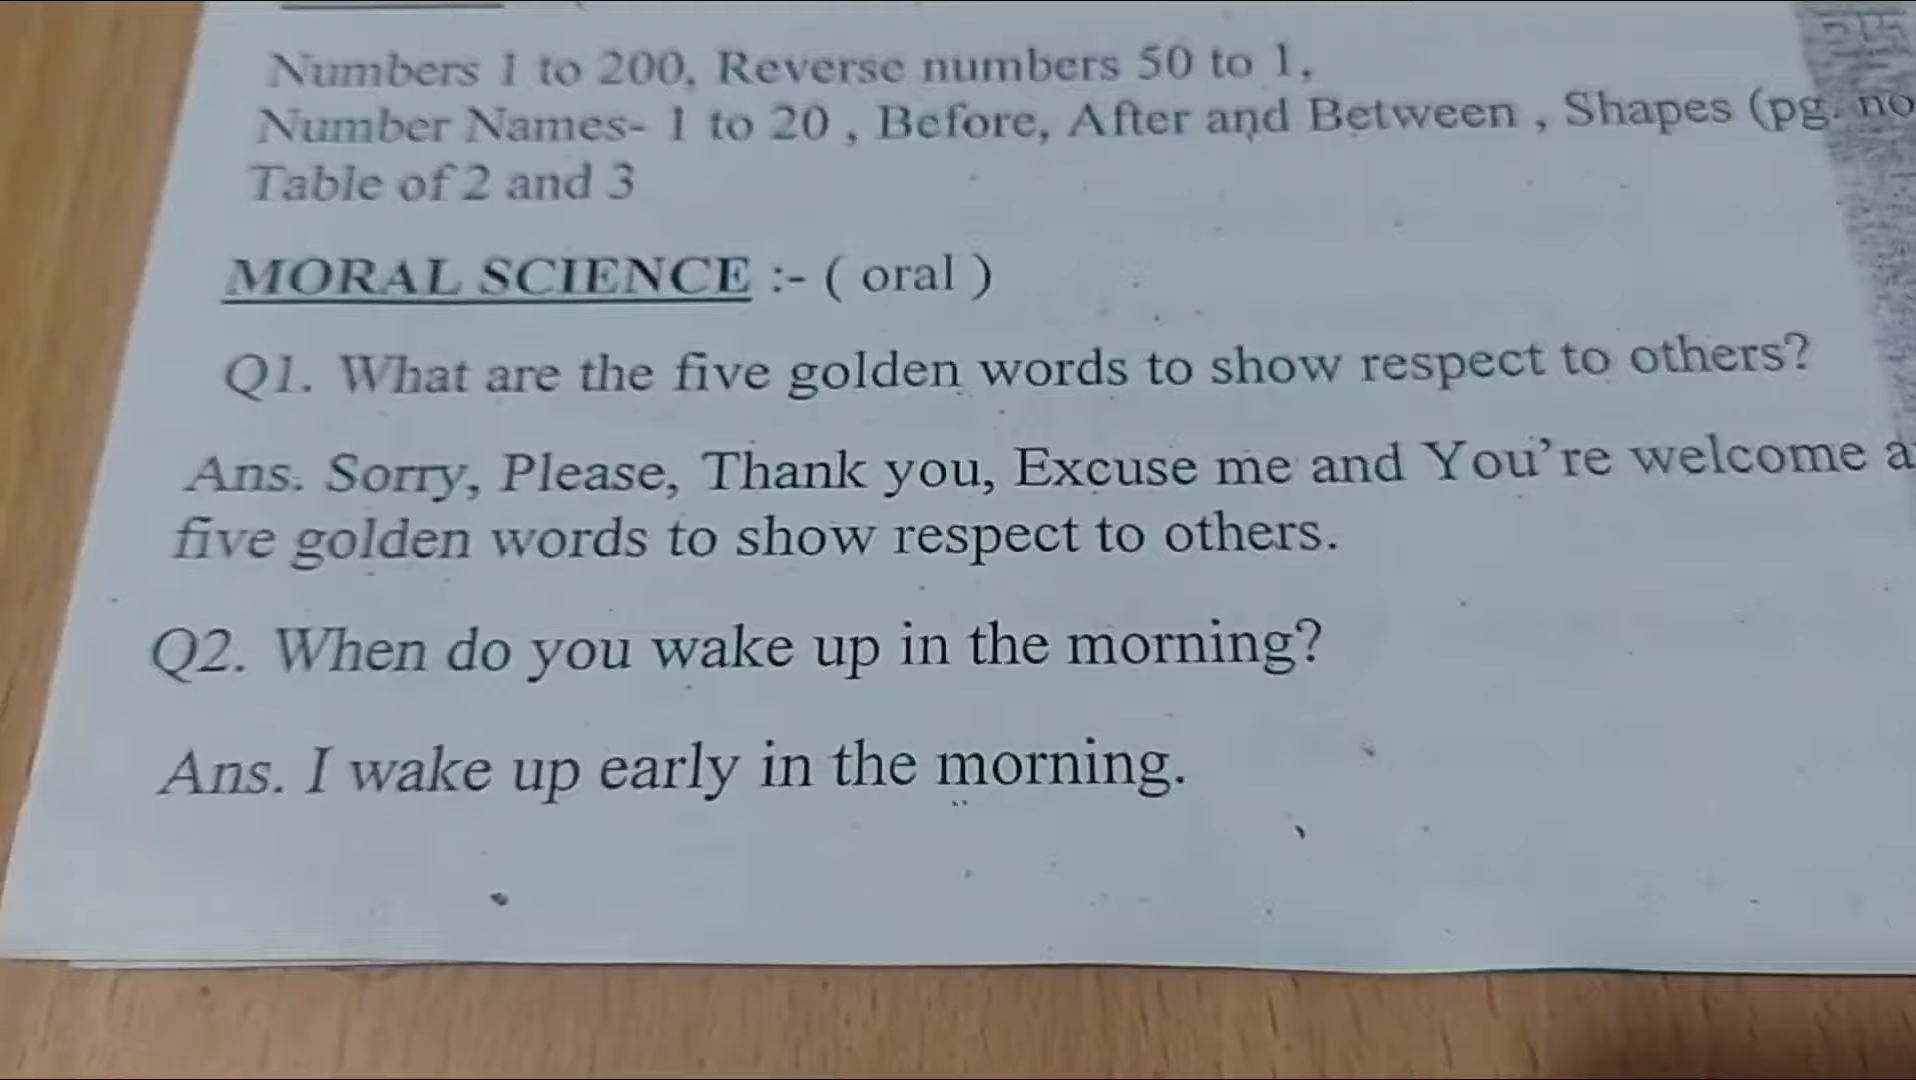 Numbers 1 to 200, Reverse numbers 50 to 1,
Number Names- 1 to 20 , Before, After and Between , Shapes (pg. no
Table of 2 and 3
MORAL SCIENCE :- ( oral )
Q1. What are the five golden words to show respect to others?
Ans. Sorry, Please, Thank you, Excuse me and You're welcome a
five golden words to show respect to others.
Q2. When do you wake up in the morning?
Ans. I wake up early in the morning.